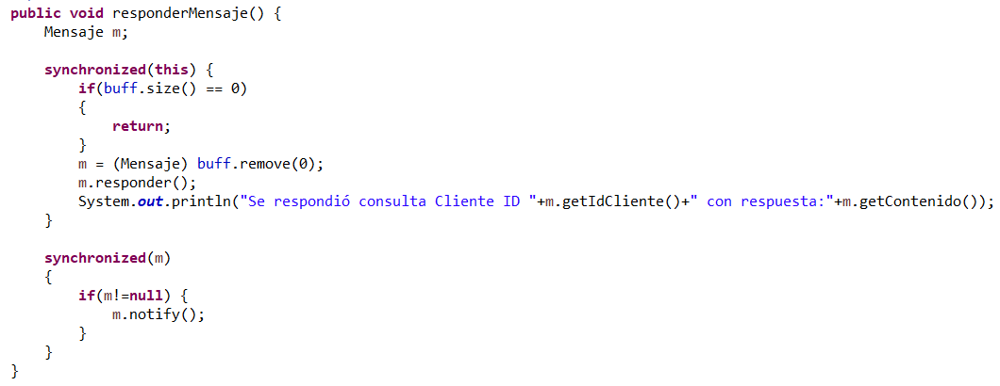 public void responderMensaje() {
    Mensaje m;

    synchronized(this) {
        if(buff.size() == 0)
        {
            return;
        }
        m = (Mensaje) buff.remove(0);
        m.responder();
        System.out.println("Se respondió consulta Cliente ID "+m.getIdCliente()+" con respuesta:"+m.getContenido());
    }

    synchronized(m)
    {
        if(m!=null) {
            m.notify();
        }
    }
}